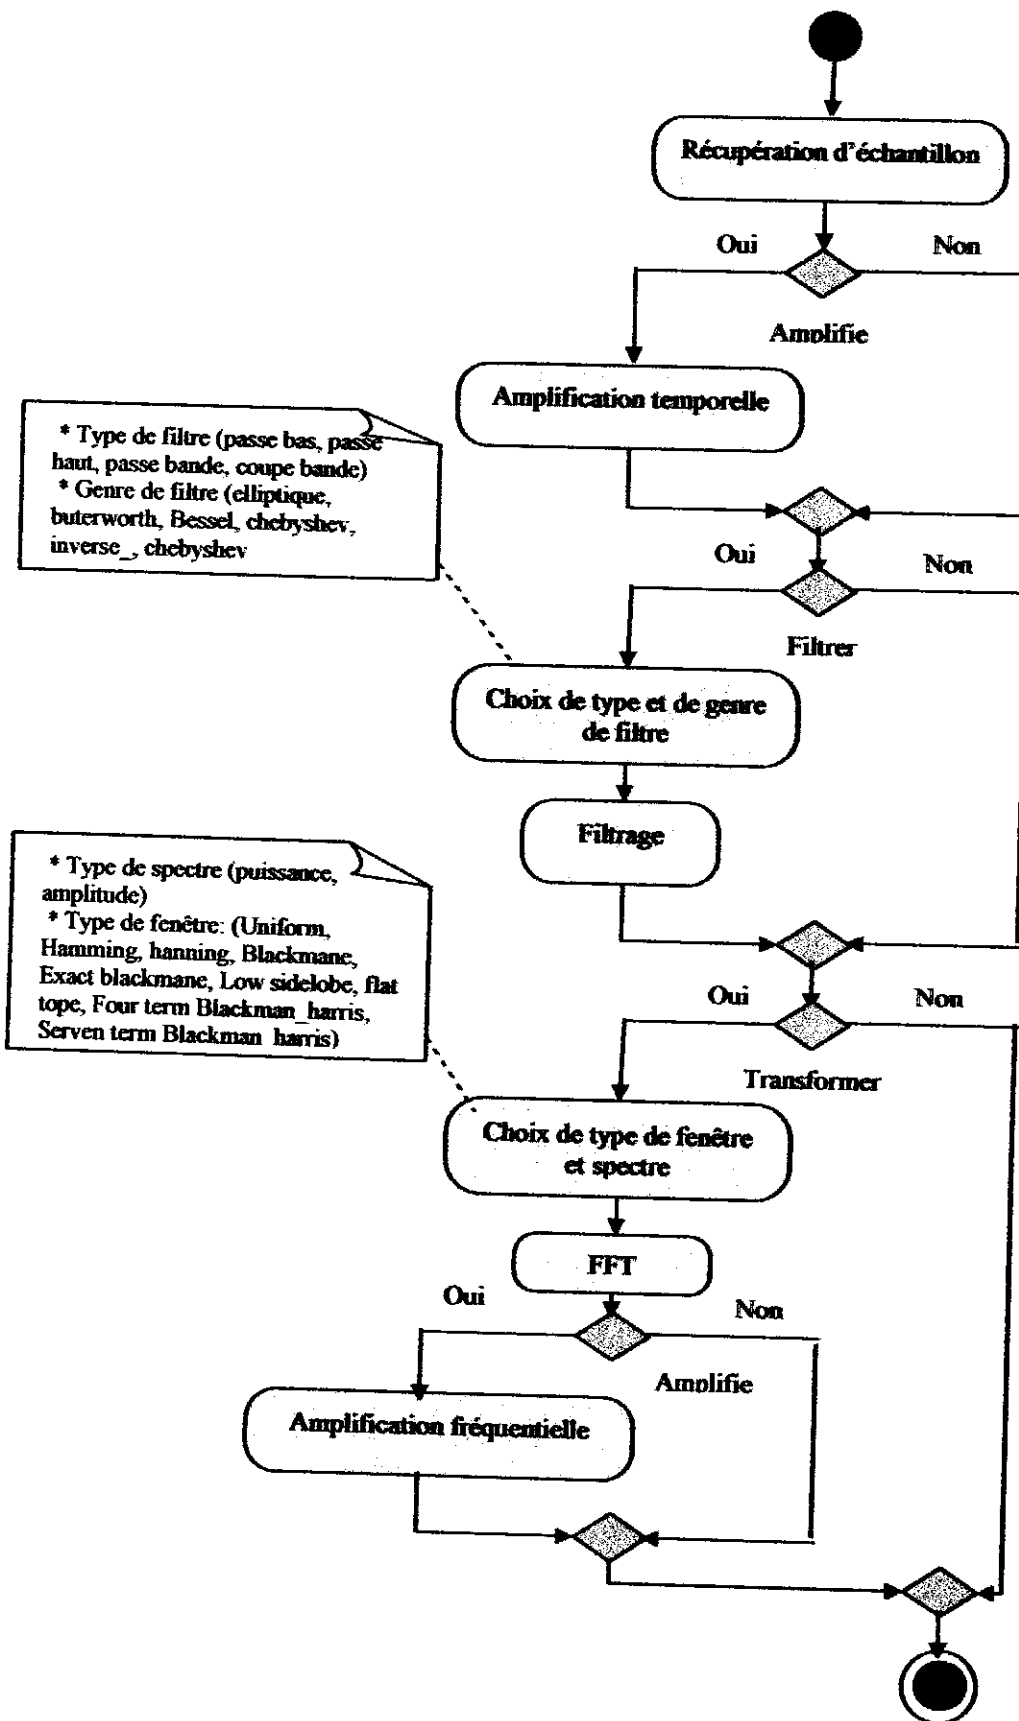 Récupération d'échantillon
Oui
Non
Amplifie
Amplification temporelle
* Type de filtre (passe bas, passe
haut, passe bande, coupe bande)
* Genre de filtre (elliptique,
buterworth, Bessel, chebyshev,
inverse_, chebyshev
Oui
Non
Filtrer
Choix de type et de genre
de filtre
Filtrage
* Type de spectre (puissance,
amplitude)
* Type de fenêtre: (Uniform,
Hamming, hanning, Blackmane,
Exact blackmane, Low sidelobe, flat
tope, Four term Blackman_harris,
Serven term Blackman_harris)
Oui
Non
Transformer
Choix de type de fenêtre
et spectre
FFT
Oui
Non
Amplifie
Amplification fréquentielle